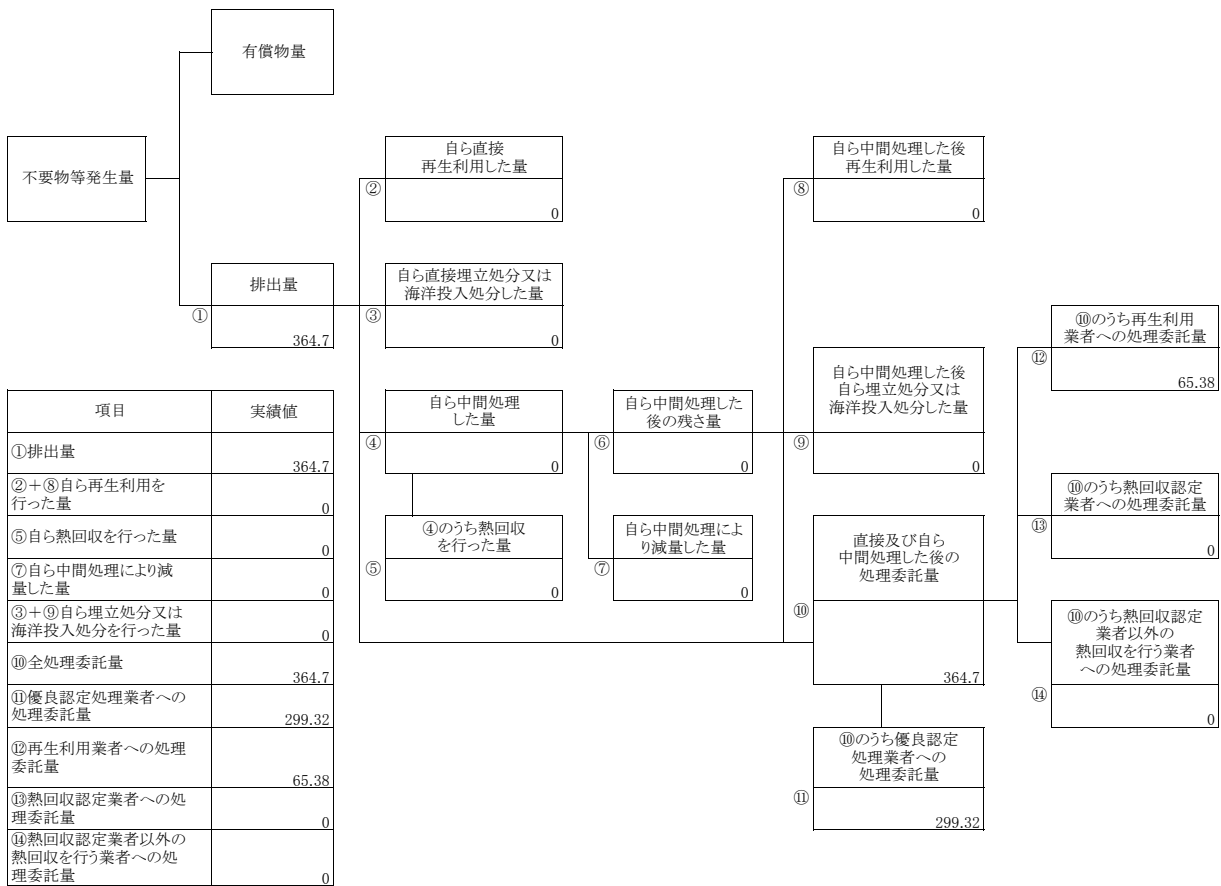 有償物量
不要物等発生量
自ら直接
再生利用した量
②
0
自ら中間処理した後
再生利用した量
⑧
0
排出量
①
364.7
自ら直接埋立処分又は
海洋投入処分した量
③
0
⑩のうち再生利用
業者への処理委託量
⑫
65.38
自ら中間処理
した量
④
0
自ら中間処理した
後の残さ量
⑥
0
自ら中間処理した後
自ら埋立処分又は
海洋投入処分した量
⑨
0
④のうち熱回収
を行った量
⑤
0
自ら中間処理によ
り減量した量
⑦
0
直接及び自ら
中間処理した後の
処理委託量
⑩
364.7
⑩のうち熱回収認定
業者への処理委託量
⑬
0
⑩のうち熱回収認定
業者以外の
熱回収を行う業者
への処理委託量
⑭
0
⑩のうち優良認定
処理業者への
処理委託量
⑪
299.32
項目 実績値
①排出量
364.7
②+⑧自ら再生利用を
行った量
0
⑤自ら熱回収を行った量
0
⑦自ら中間処理により減
量した量
0
③+⑨自ら埋立処分又は
海洋投入処分を行った量
0
⑩全処理委託量
364.7
⑪優良認定処理業者への
処理委託量
299.32
⑫再生利用業者への処理
委託量
65.38
⑬熱回収認定業者への処
理委託量
0
⑭熱回収認定業者以外の
熱回収を行う業者への処
理委託量
0